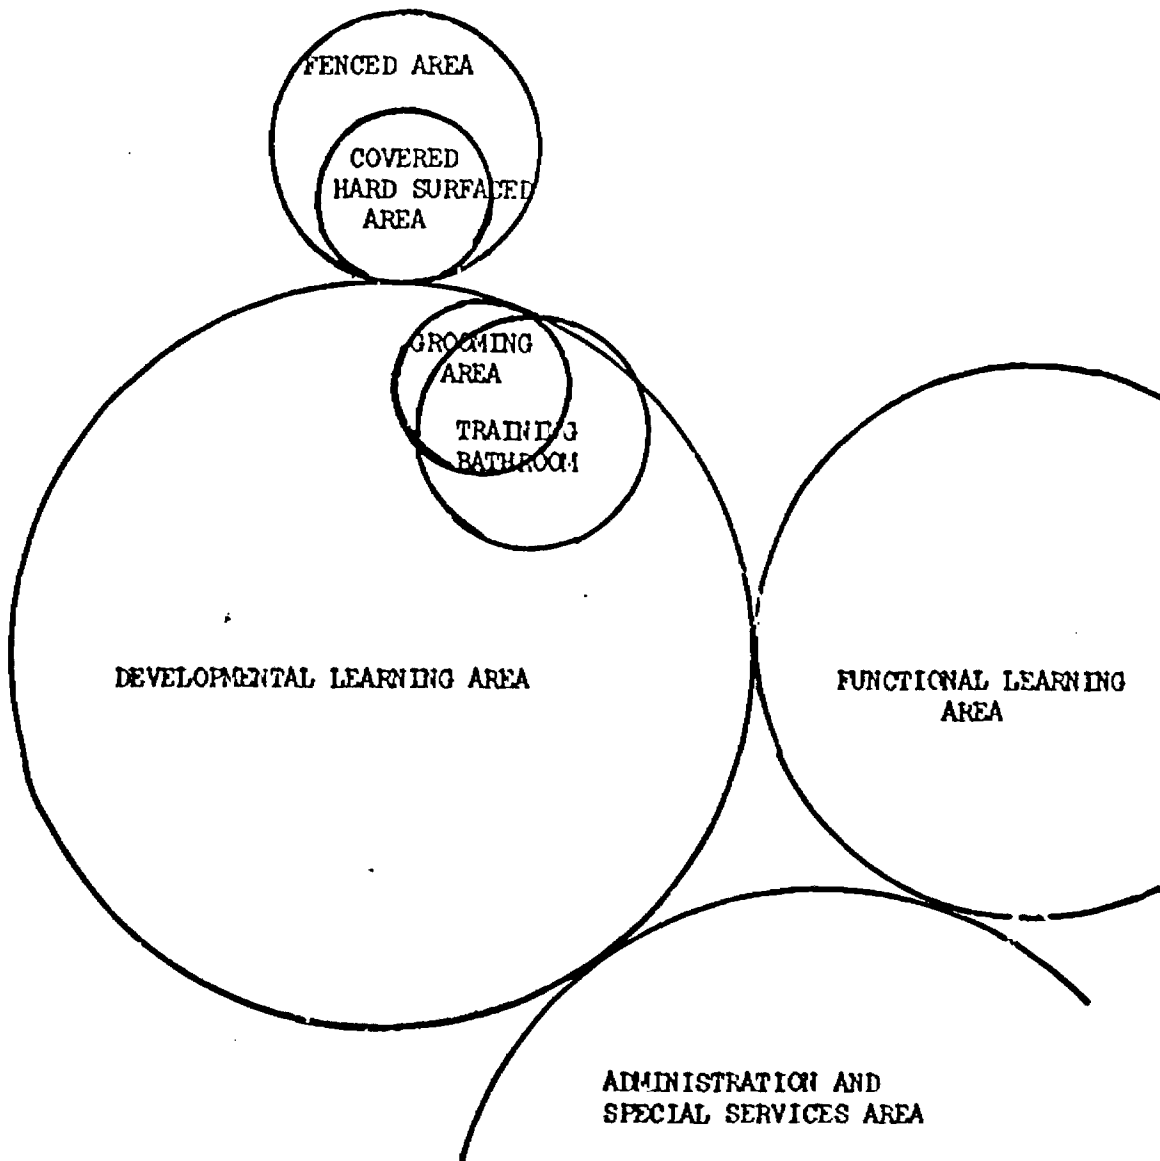 FENCED AREA
COVERED
HARD SURFACED
AREA
GROOMING
AREA
TRAINING
BATHROOM
DEVELOPMENTAL LEARNING AREA
FUNCTIONAL LEARNING
AREA
ADMINISTRATION AND
SPECIAL SERVICES AREA